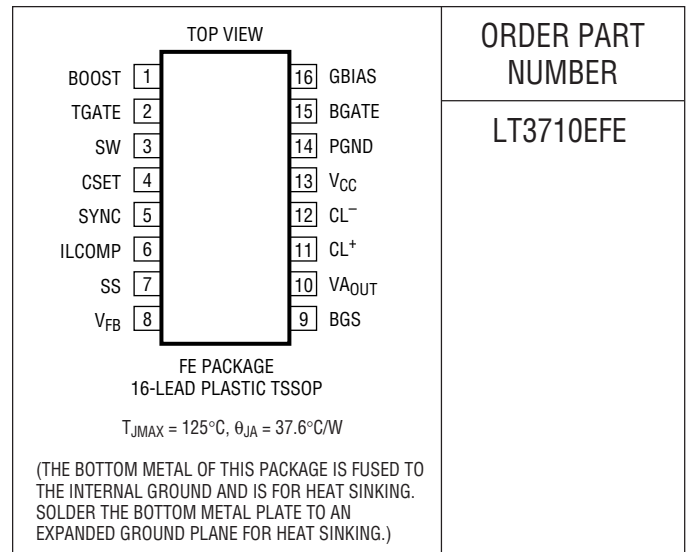 TOP VIEW
BOOST 1
TGATE 2
SW 3
CSET 4
SYNC 5
ILCOMP 6
SS 7
VFB 8
16 GBIAS
15 BGATE
14 PGND
13 VCC
12 CL–
11 CL+
10 VAOUT
9 BGS
FE PACKAGE
16-LEAD PLASTIC TSSOP
TJMAX = 125°C, θJA = 37.6°C/W
(THE BOTTOM METAL OF THIS PACKAGE IS FUSED TO
THE INTERNAL GROUND AND IS FOR HEAT SINKING.
SOLDER THE BOTTOM METAL PLATE TO AN
EXPANDED GROUND PLANE FOR HEAT SINKING.)
ORDER PART
NUMBER
LT3710EFE